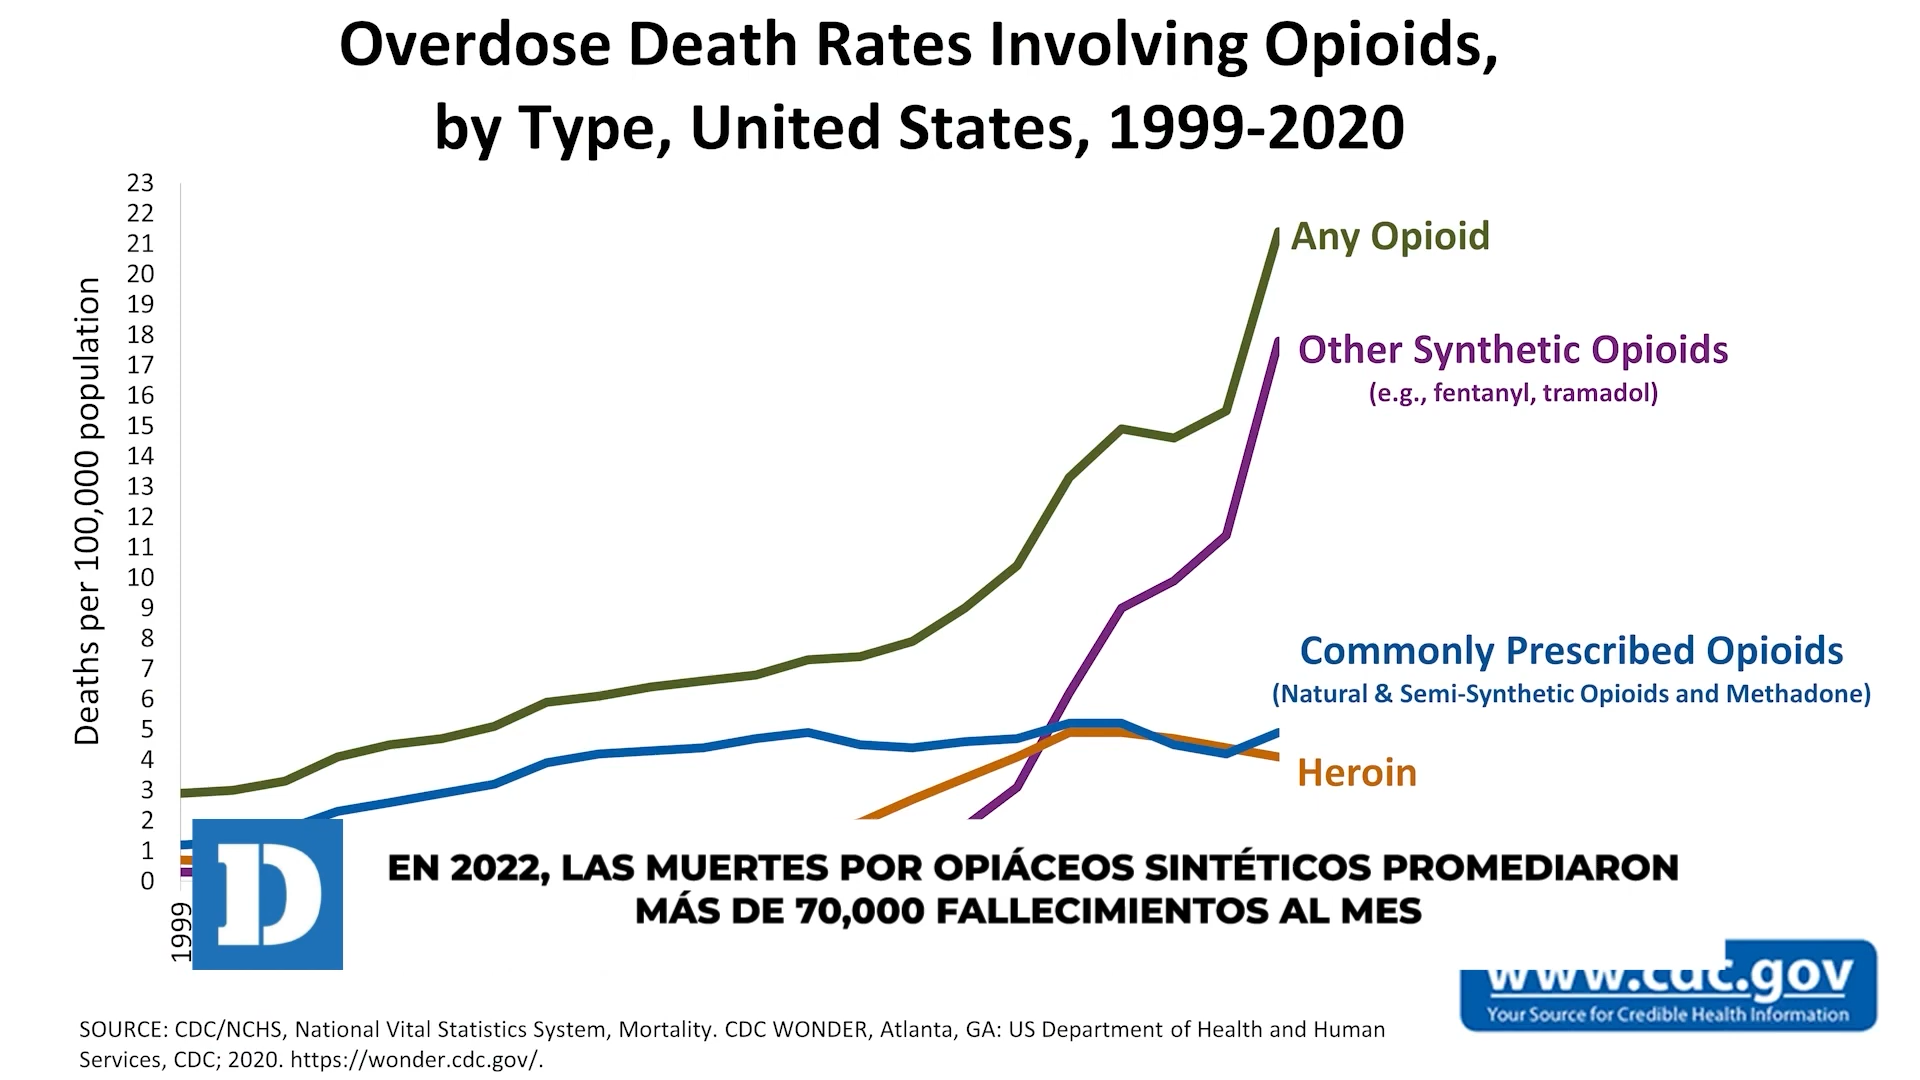 Overdose Death Rates Involving Opioids,
by Type, United States, 1999-2020
23
22
21
20
19
18
17
16
15
14
13
12
11
10
9
8
7
6
5
4
3
2
1
0
Deaths per 100,000 population
1999
Any Opioid
Other Synthetic Opioids
(e.g., fentanyl, tramadol)
Commonly Prescribed Opioids
(Natural & Semi-Synthetic Opioids and Methadone)
Heroin
D
EN 2022, LAS MUERTES POR OPIÁCEOS SINTÉTICOS PROMEDIARON
MÁS DE 70,000 FALLECIMIENTOS AL MES
www.cdc.gov
Your Source for Credible Health Information
SOURCE: CDC/NCHS, National Vital Statistics System, Mortality. CDC WONDER, Atlanta, GA: US Department of Health and Human
Services, CDC; 2020. https://wonder.cdc.gov/.